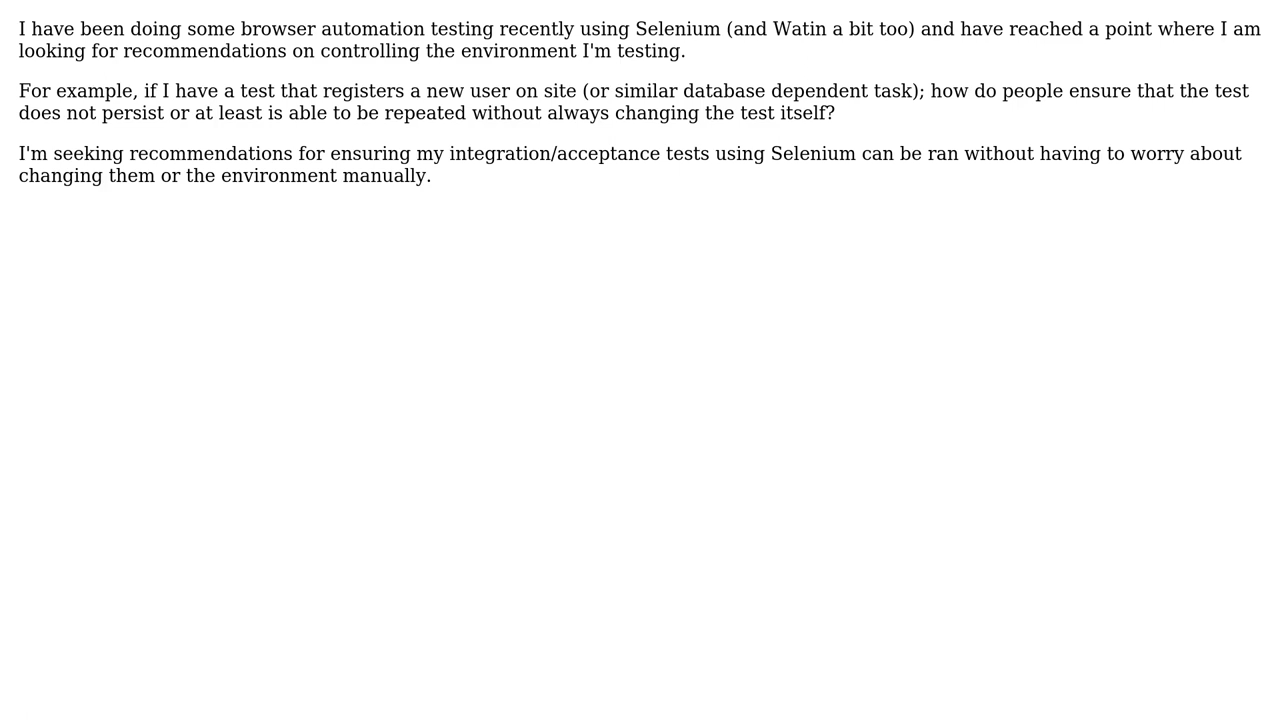 I have been doing some browser automation testing recently using Selenium (and Watin a bit too) and have reached a point where I am
looking for recommendations on controlling the environment I'm testing.
For example, if I have a test that registers a new user on site (or similar database dependent task); how do people ensure that the test
does not persist or at least is able to be repeated without always changing the test itself?
I'm seeking recommendations for ensuring my integration/acceptance tests using Selenium can be ran without having to worry about
changing them or the environment manually.